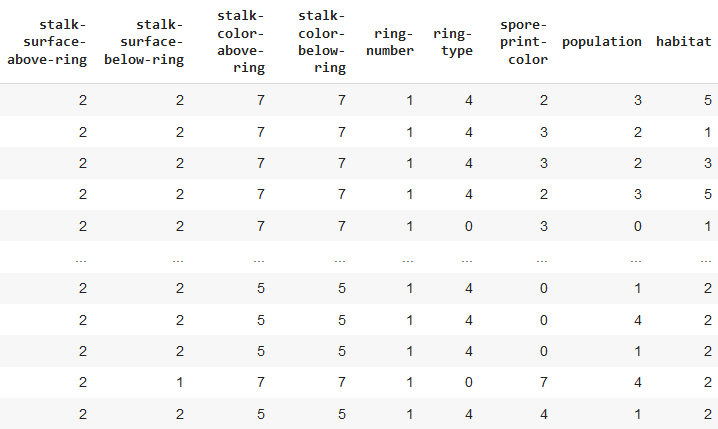 stalk-surface-above-ring stalk-surface-below-ring stalk-color-above-ring stalk-color-below-ring ring-number ring-type spore-print-color population habitat
2 2 7 7 1 4 2 3 5
2 2 7 7 1 4 3 2 1
2 2 7 7 1 4 3 2 3
2 2 7 7 1 4 2 3 5
2 2 7 7 1 0 3 0 1
... ... ... ... ... ... ... ... ...
2 2 5 5 1 4 0 1 2
2 2 5 5 1 4 0 4 2
2 2 5 5 1 4 0 1 2
2 1 7 7 1 0 7 4 2
2 2 5 5 1 4 4 1 2